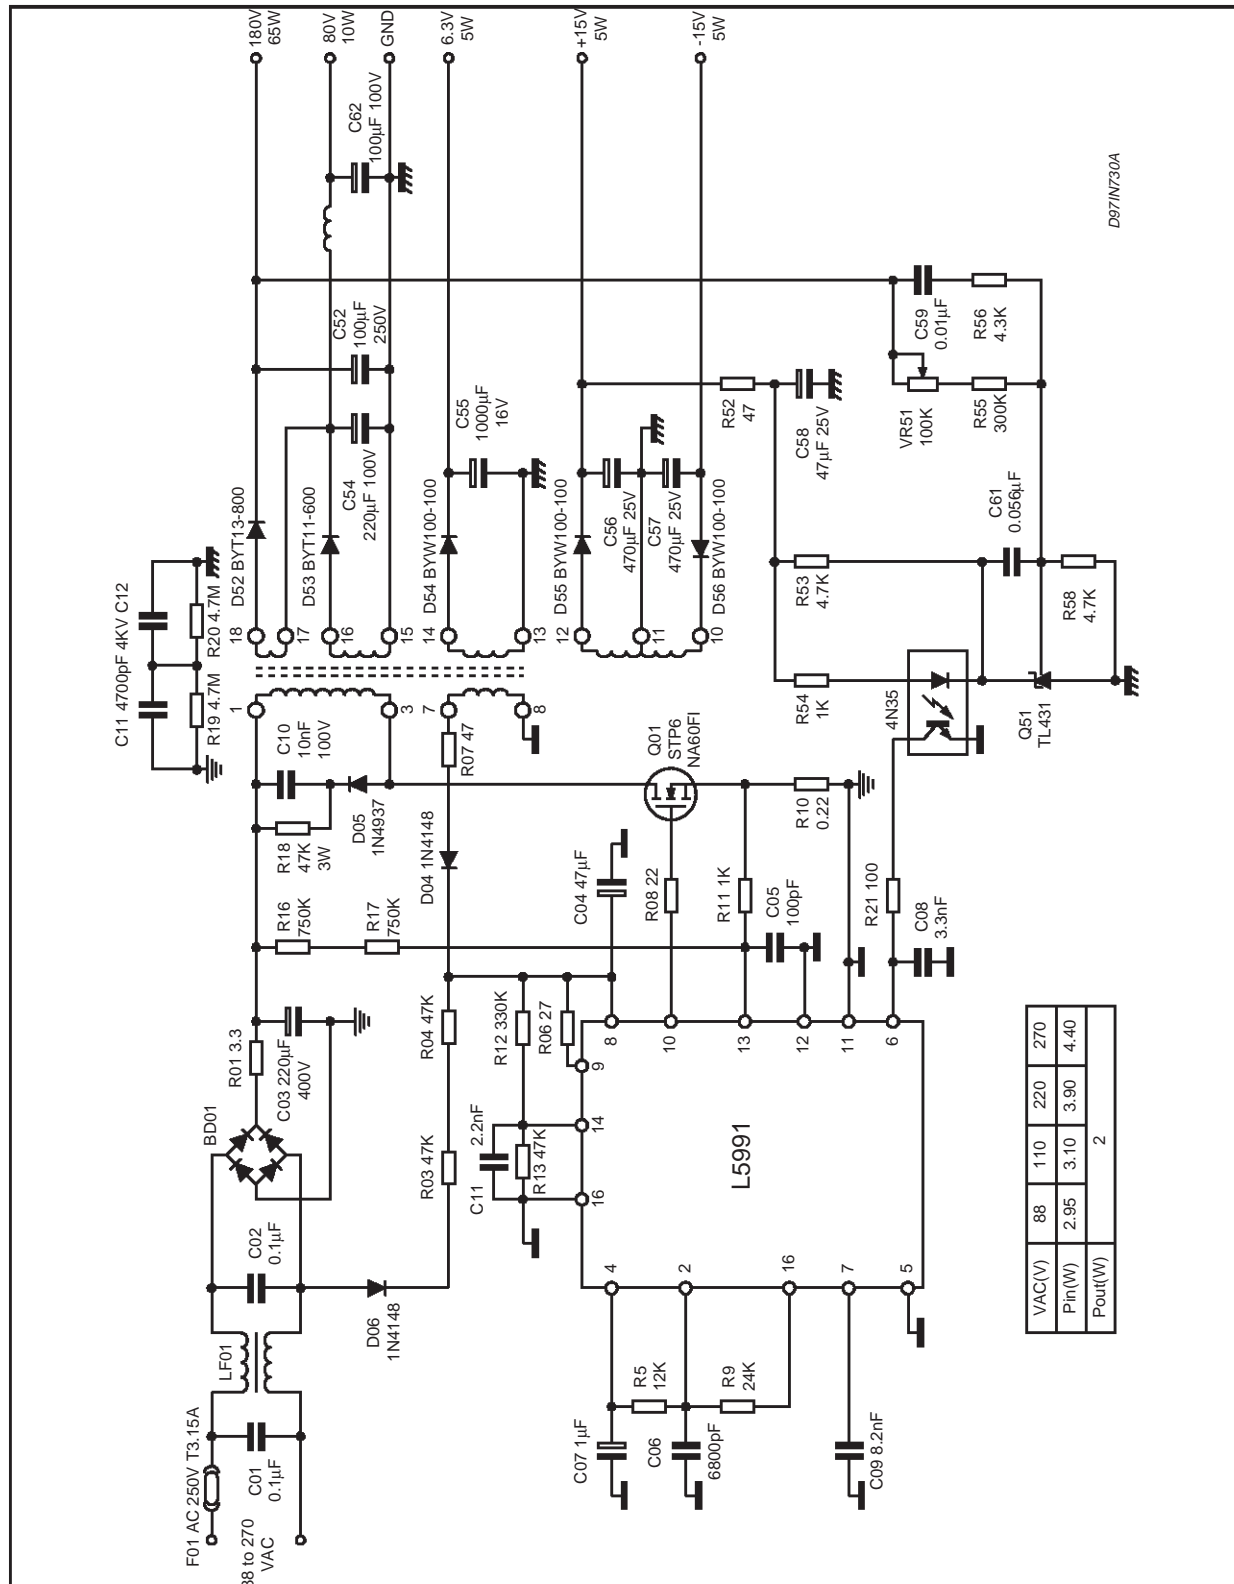 180V
65W
80V
10W
GND
6.3V
5W
+15V
5W
-15V
5W
C62
100µF 100V
D97IN730A
C52
100µF
250V
C54
220µF 100V
C55
1000µF
16V
C59
0.01µF
R56
4.3K
R52
47
C58
47µF 25V
VR51
100K
R55
300K
C56
470µF 25V
C57
470µF 25V
C61
0.056µF
D52 BYT13-800
D53 BYT11-600
D54 BYW100-100
D55 BYW100-100
D56 BYW100-100
R53
4.7K
R58
4.7K
C11 4700pF 4KV C12
R19 4.7M
R20 4.7M
18
17
16
15
14
13
12
11
10
1
3
7
8
R54
1K
4N35
Q51
TL431
C10
10nF
100V
R07 47
Q01
STP6
NA60FI
R18
47K
3W
D05
1N4937
D04 1N4148
R10
0.22
R16
750K
R17
750K
C04 47µF
R08 22
R11 1K
C05
100pF
R21 100
C08
3.3nF
R01 3.3
C03 220µF
400V
R04 47K
R12 330K
R06 27
8
10
13
12
11
6
9
14
16
BD01
R03 47K
C11
2.2nF
R13 47K
L5991
C02
0.1µF
LF01
D06
1N4148
4
2
16
7
5
R5
12K
R9
24K
C07 1µF
C06
6800pF
C09 8.2nF
F01 AC 250V T3.15A
C01
0.1µF
88 to 270
VAC
VAC(V) 88 110 220 270
Pin(W) 2.95 3.10 3.90 4.40
Pout(W) 2